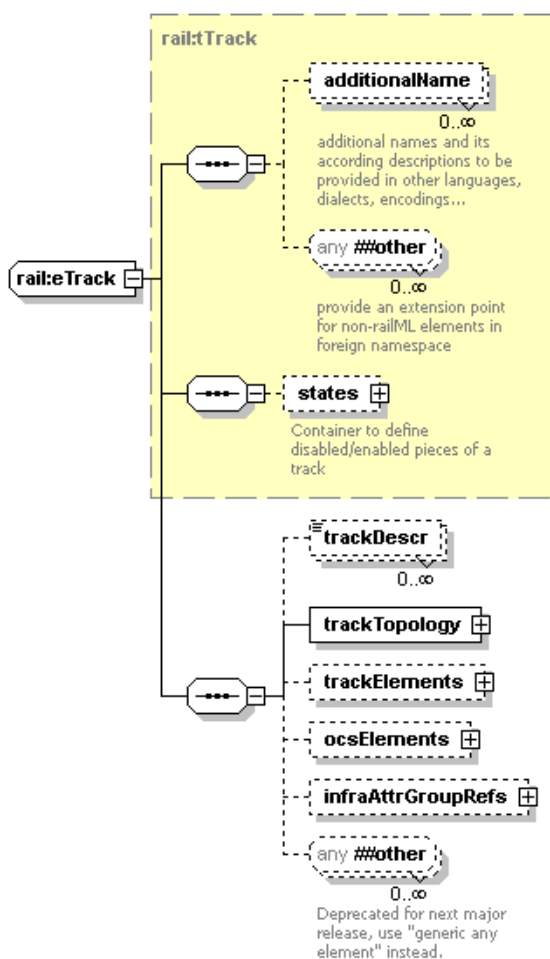 rail:tTrack
additionalName
0..∞
additional names and its
according descriptions to be
provided in other languages,
dialects, encodings...
any ##other
0..∞
provide an extension point
for non-railML elements in
foreign namespace
rail:eTrack
states
Container to define
disabled/enabled pieces of a
track
trackDescr
0..∞
trackTopology
trackElements
ocsElements
infraAttrGroupRefs
any ##other
0..∞
Deprecated for next major
release, use "generic any
element" instead.